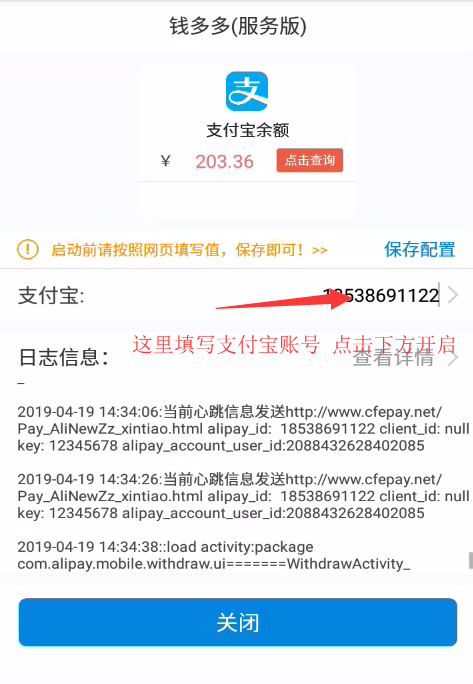 钱多多(服务版)
支
支付宝余额
￥ 203.36 点击查询
! 启动前请按照网页填写值，保存即可！>> 保存配置
支付宝: 18538691122
这里填写支付宝账号 点击下方开启
日志信息： 查看详情
_
2019-04-19 14:34:06:当前心跳信息发送http://www.cfepay.net/
Pay_AliNewZz_xintiao.html alipay_id: 18538691122 client_id: null
key: 12345678 alipay_account_user_id:2088432628402085
2019-04-19 14:34:26:当前心跳信息发送http://www.cfepay.net/
Pay_AliNewZz_xintiao.html alipay_id: 18538691122 client_id: null
key: 12345678 alipay_account_user_id:2088432628402085
2019-04-19 14:34:38::load activity:package
com.alipay.mobile.withdraw.ui=======WithdrawActivity_
关闭